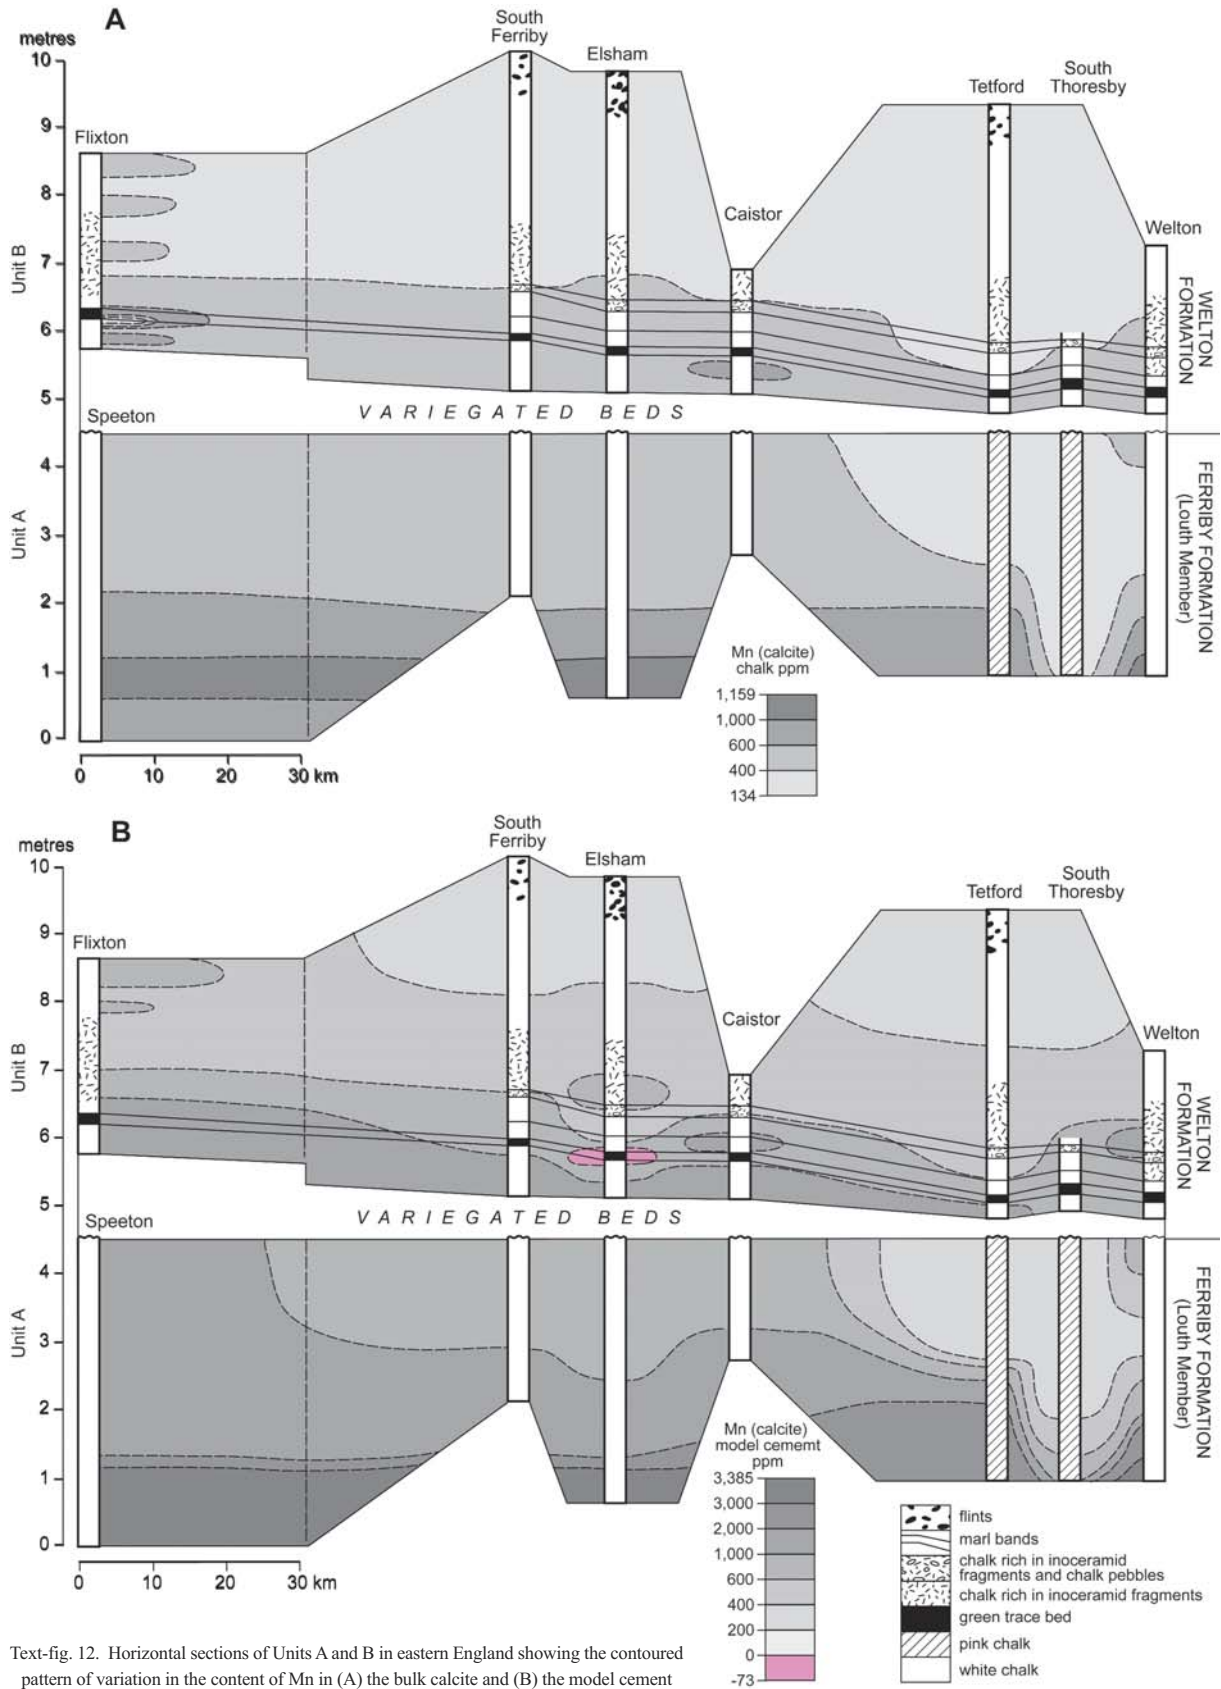 A
metres
10
9
8
7
6
5
4
3
2
1
0
Unit B
Unit A
Flixton
South
Ferriby
Elsham
Caistor
Tetford
South
Thoresby
Welton
WELTON
FORMATION
Speeton
VARIEGATED BEDS
FERRIBY FORMATION
(Louth Member)
0 10 20 30 km
Mn (calcite)
chalk ppm
1,159
1,000
600
400
134
B
metres
10
9
8
7
6
5
4
3
2
1
0
Unit B
Unit A
Flixton
South
Ferriby
Elsham
Caistor
Tetford
South
Thoresby
Welton
WELTON
FORMATION
Speeton
VARIEGATED BEDS
FERRIBY FORMATION
(Louth Member)
0 10 20 30 km
Mn (calcite)
model cememt
ppm
3,385
3,000
2,000
1,000
600
400
200
0
-73
flints
marl bands
chalk rich in inoceramid
fragments and chalk pebbles
chalk rich in inoceramid fragments
green trace bed
pink chalk
white chalk
Text-fig. 12. Horizontal sections of Units A and B in eastern England showing the contoured
pattern of variation in the content of Mn in (A) the bulk calcite and (B) the model cement